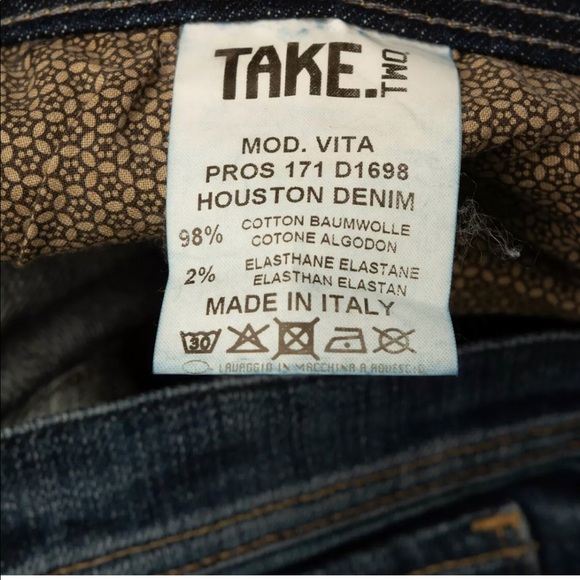 TAKE.TWO
MOD. VITA
PROS 171 D1698
HOUSTON DENIM
98% COTTON BAUMWOLLE
COTONE ALGODON
2% ELASTHANE ELASTANE
ELASTHAN ELASTAN
MADE IN ITALY
30
LAVAGGIO IN MACCHINA A ROVESCIO